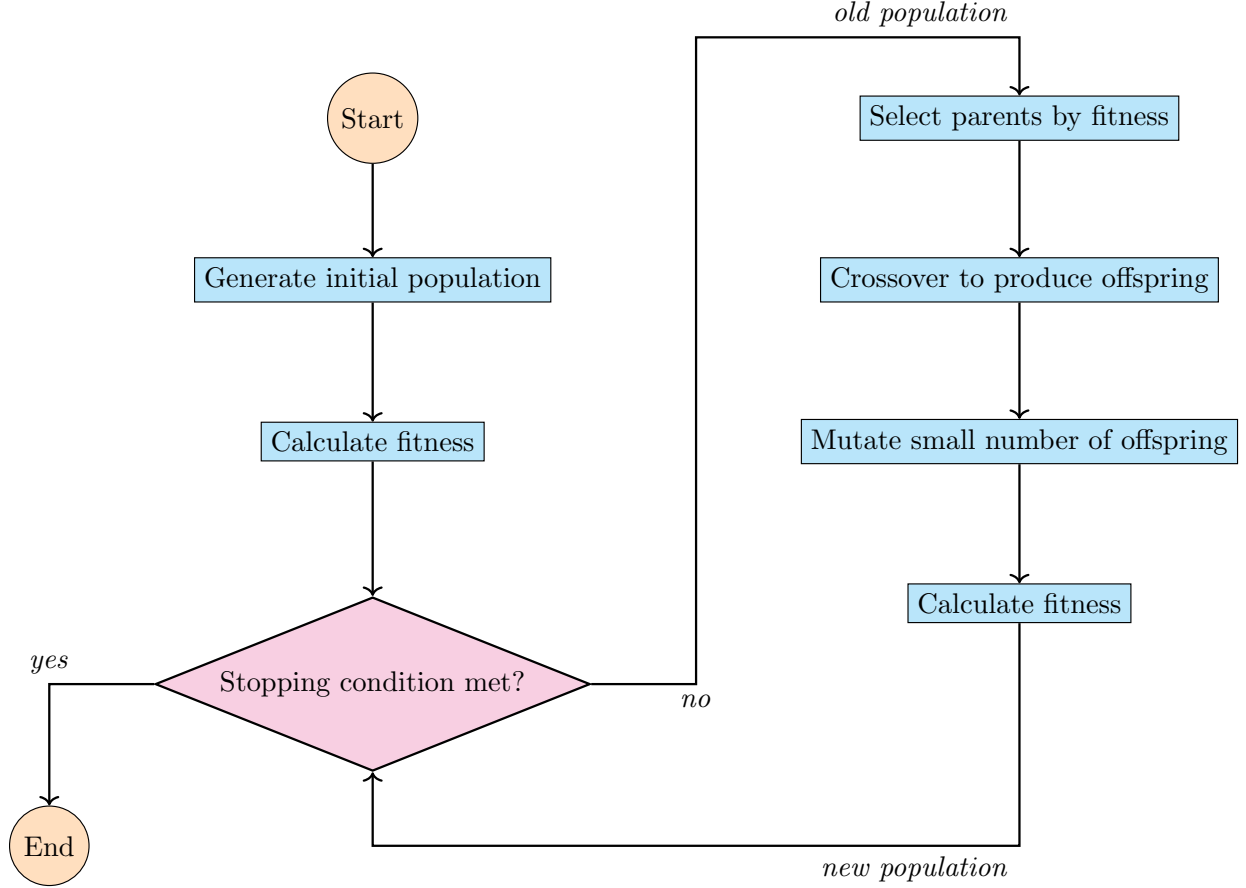 Start
Generate initial population
Calculate fitness
Stopping condition met?
yes
End
no
old population
Select parents by fitness
Crossover to produce offspring
Mutate small number of offspring
Calculate fitness
new population